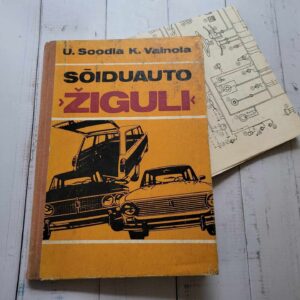 U. Soodla K. Vainola
SÕIDUAUTO
›ŽIGULI‹